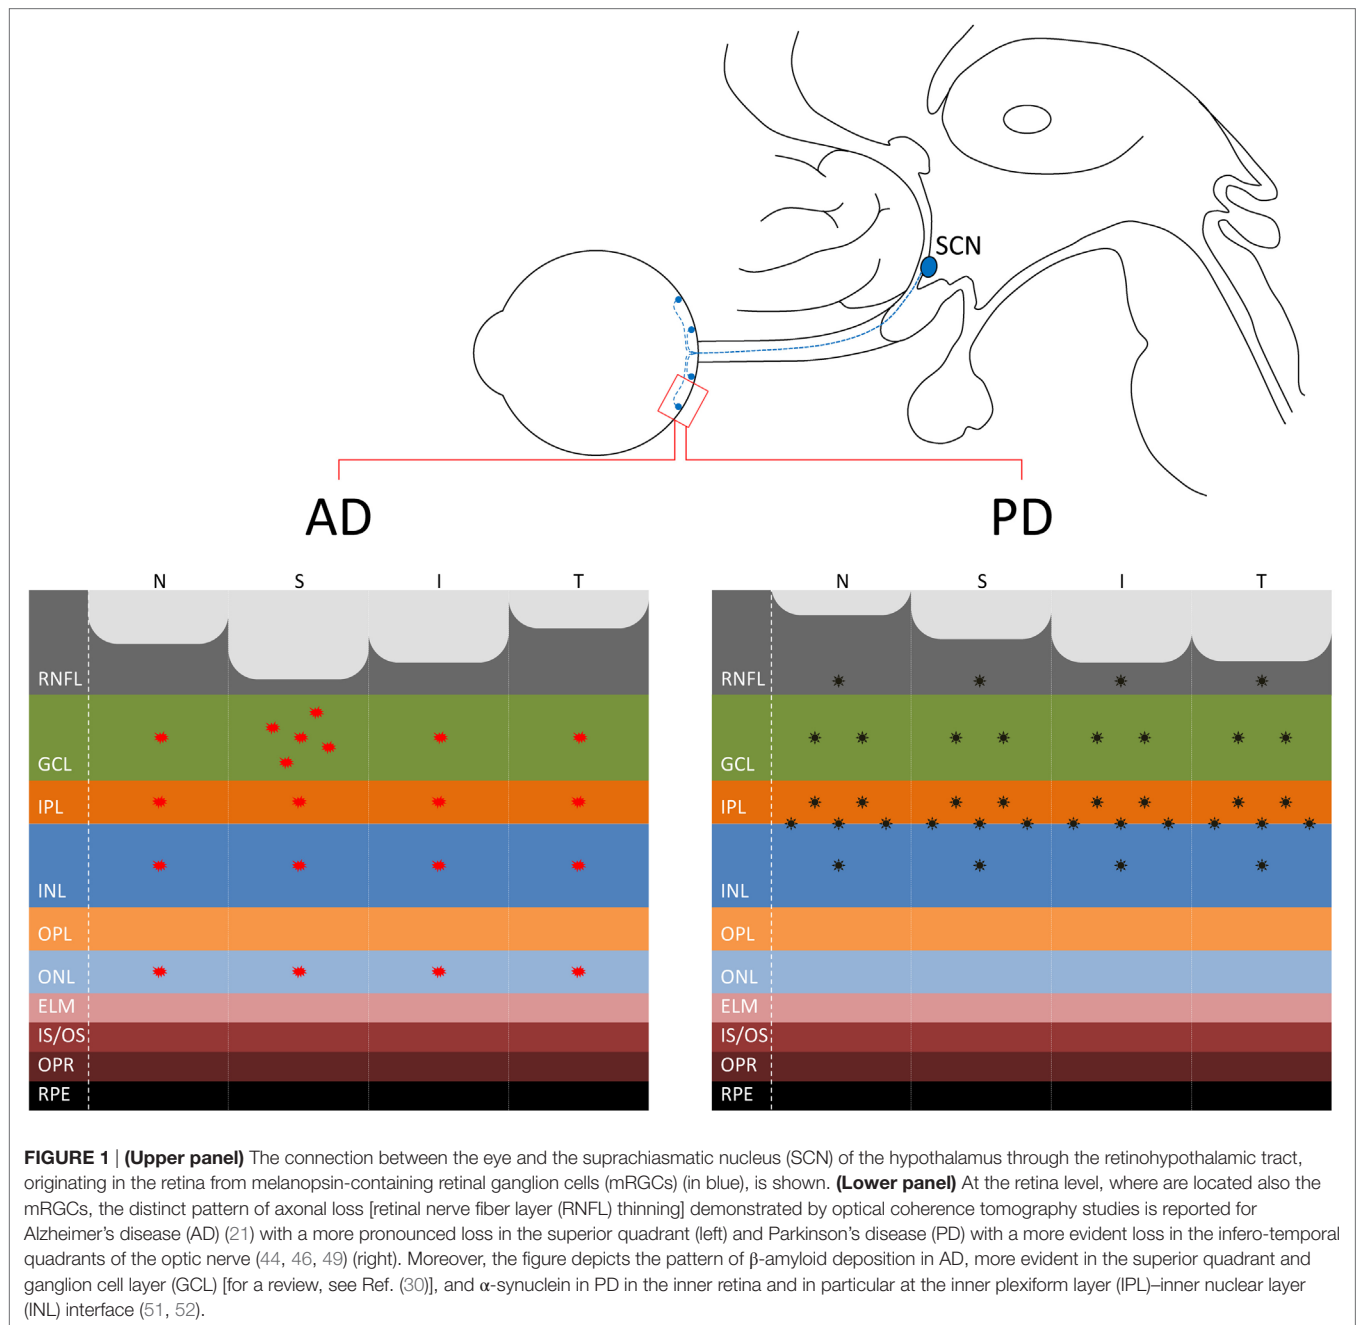 SCN
AD
PD
N S I T
N S I T
RNFL
GCL
IPL
INL
OPL
ONL
ELM
IS/OS
OPR
RPE
RNFL
GCL
IPL
INL
OPL
ONL
ELM
IS/OS
OPR
RPE
FIGURE 1 | (Upper panel) The connection between the eye and the suprachiasmatic nucleus (SCN) of the hypothalamus through the retinohypothalamic tract,
originating in the retina from melanopsin-containing retinal ganglion cells (mRGCs) (in blue), is shown. (Lower panel) At the retina level, where are located also the
mRGCs, the distinct pattern of axonal loss [retinal nerve fiber layer (RNFL) thinning] demonstrated by optical coherence tomography studies is reported for
Alzheimer's disease (AD) (21) with a more pronounced loss in the superior quadrant (left) and Parkinson's disease (PD) with a more evident loss in the infero-temporal
quadrants of the optic nerve (44, 46, 49) (right). Moreover, the figure depicts the pattern of β-amyloid deposition in AD, more evident in the superior quadrant and
ganglion cell layer (GCL) [for a review, see Ref. (30)], and α-synuclein in PD in the inner retina and in particular at the inner plexiform layer (IPL)–inner nuclear layer
(INL) interface (51, 52).